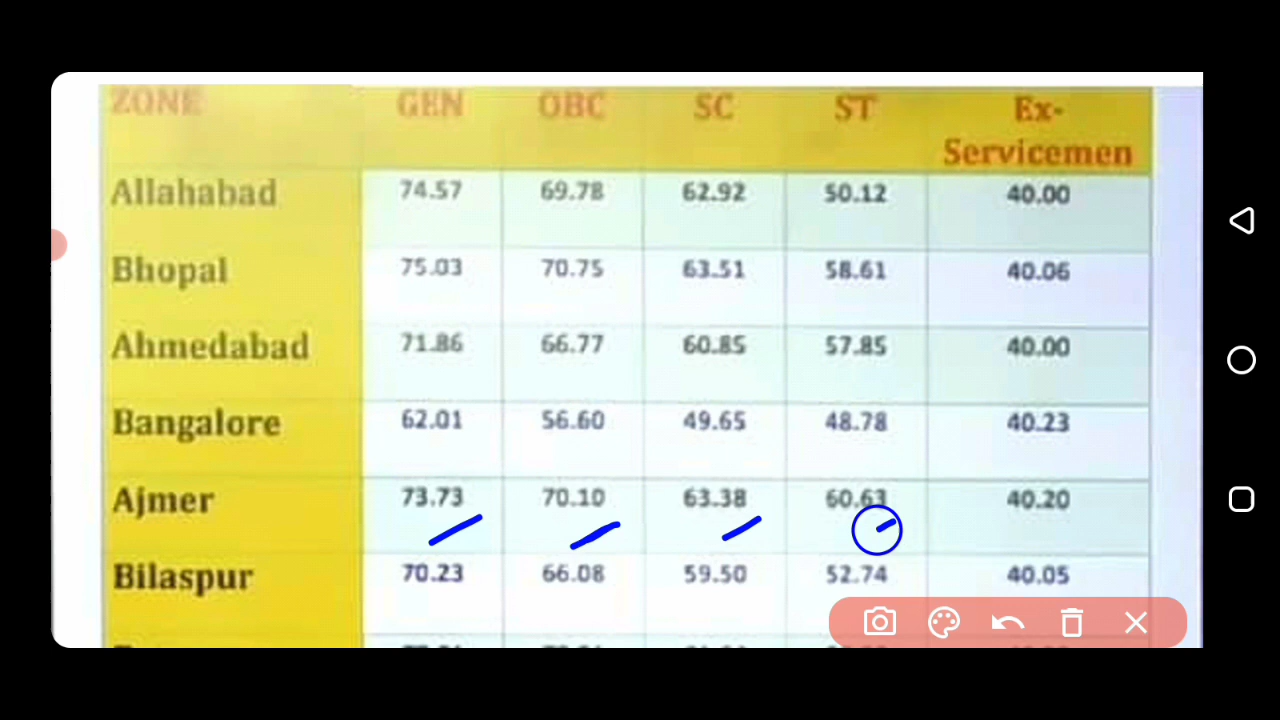 ZONE GEN OBC SC ST Ex-
Servicemen
Allahabad 74.57 69.78 62.92 50.12 40.00
Bhopal 75.03 70.75 63.51 58.61 40.06
Ahmedabad 71.86 66.77 60.85 57.85 40.00
Bangalore 62.01 56.60 49.65 48.78 40.23
Ajmer 73.73 70.10 63.38 60.63 40.20
Bilaspur 70.23 66.08 59.50 52.74 40.05